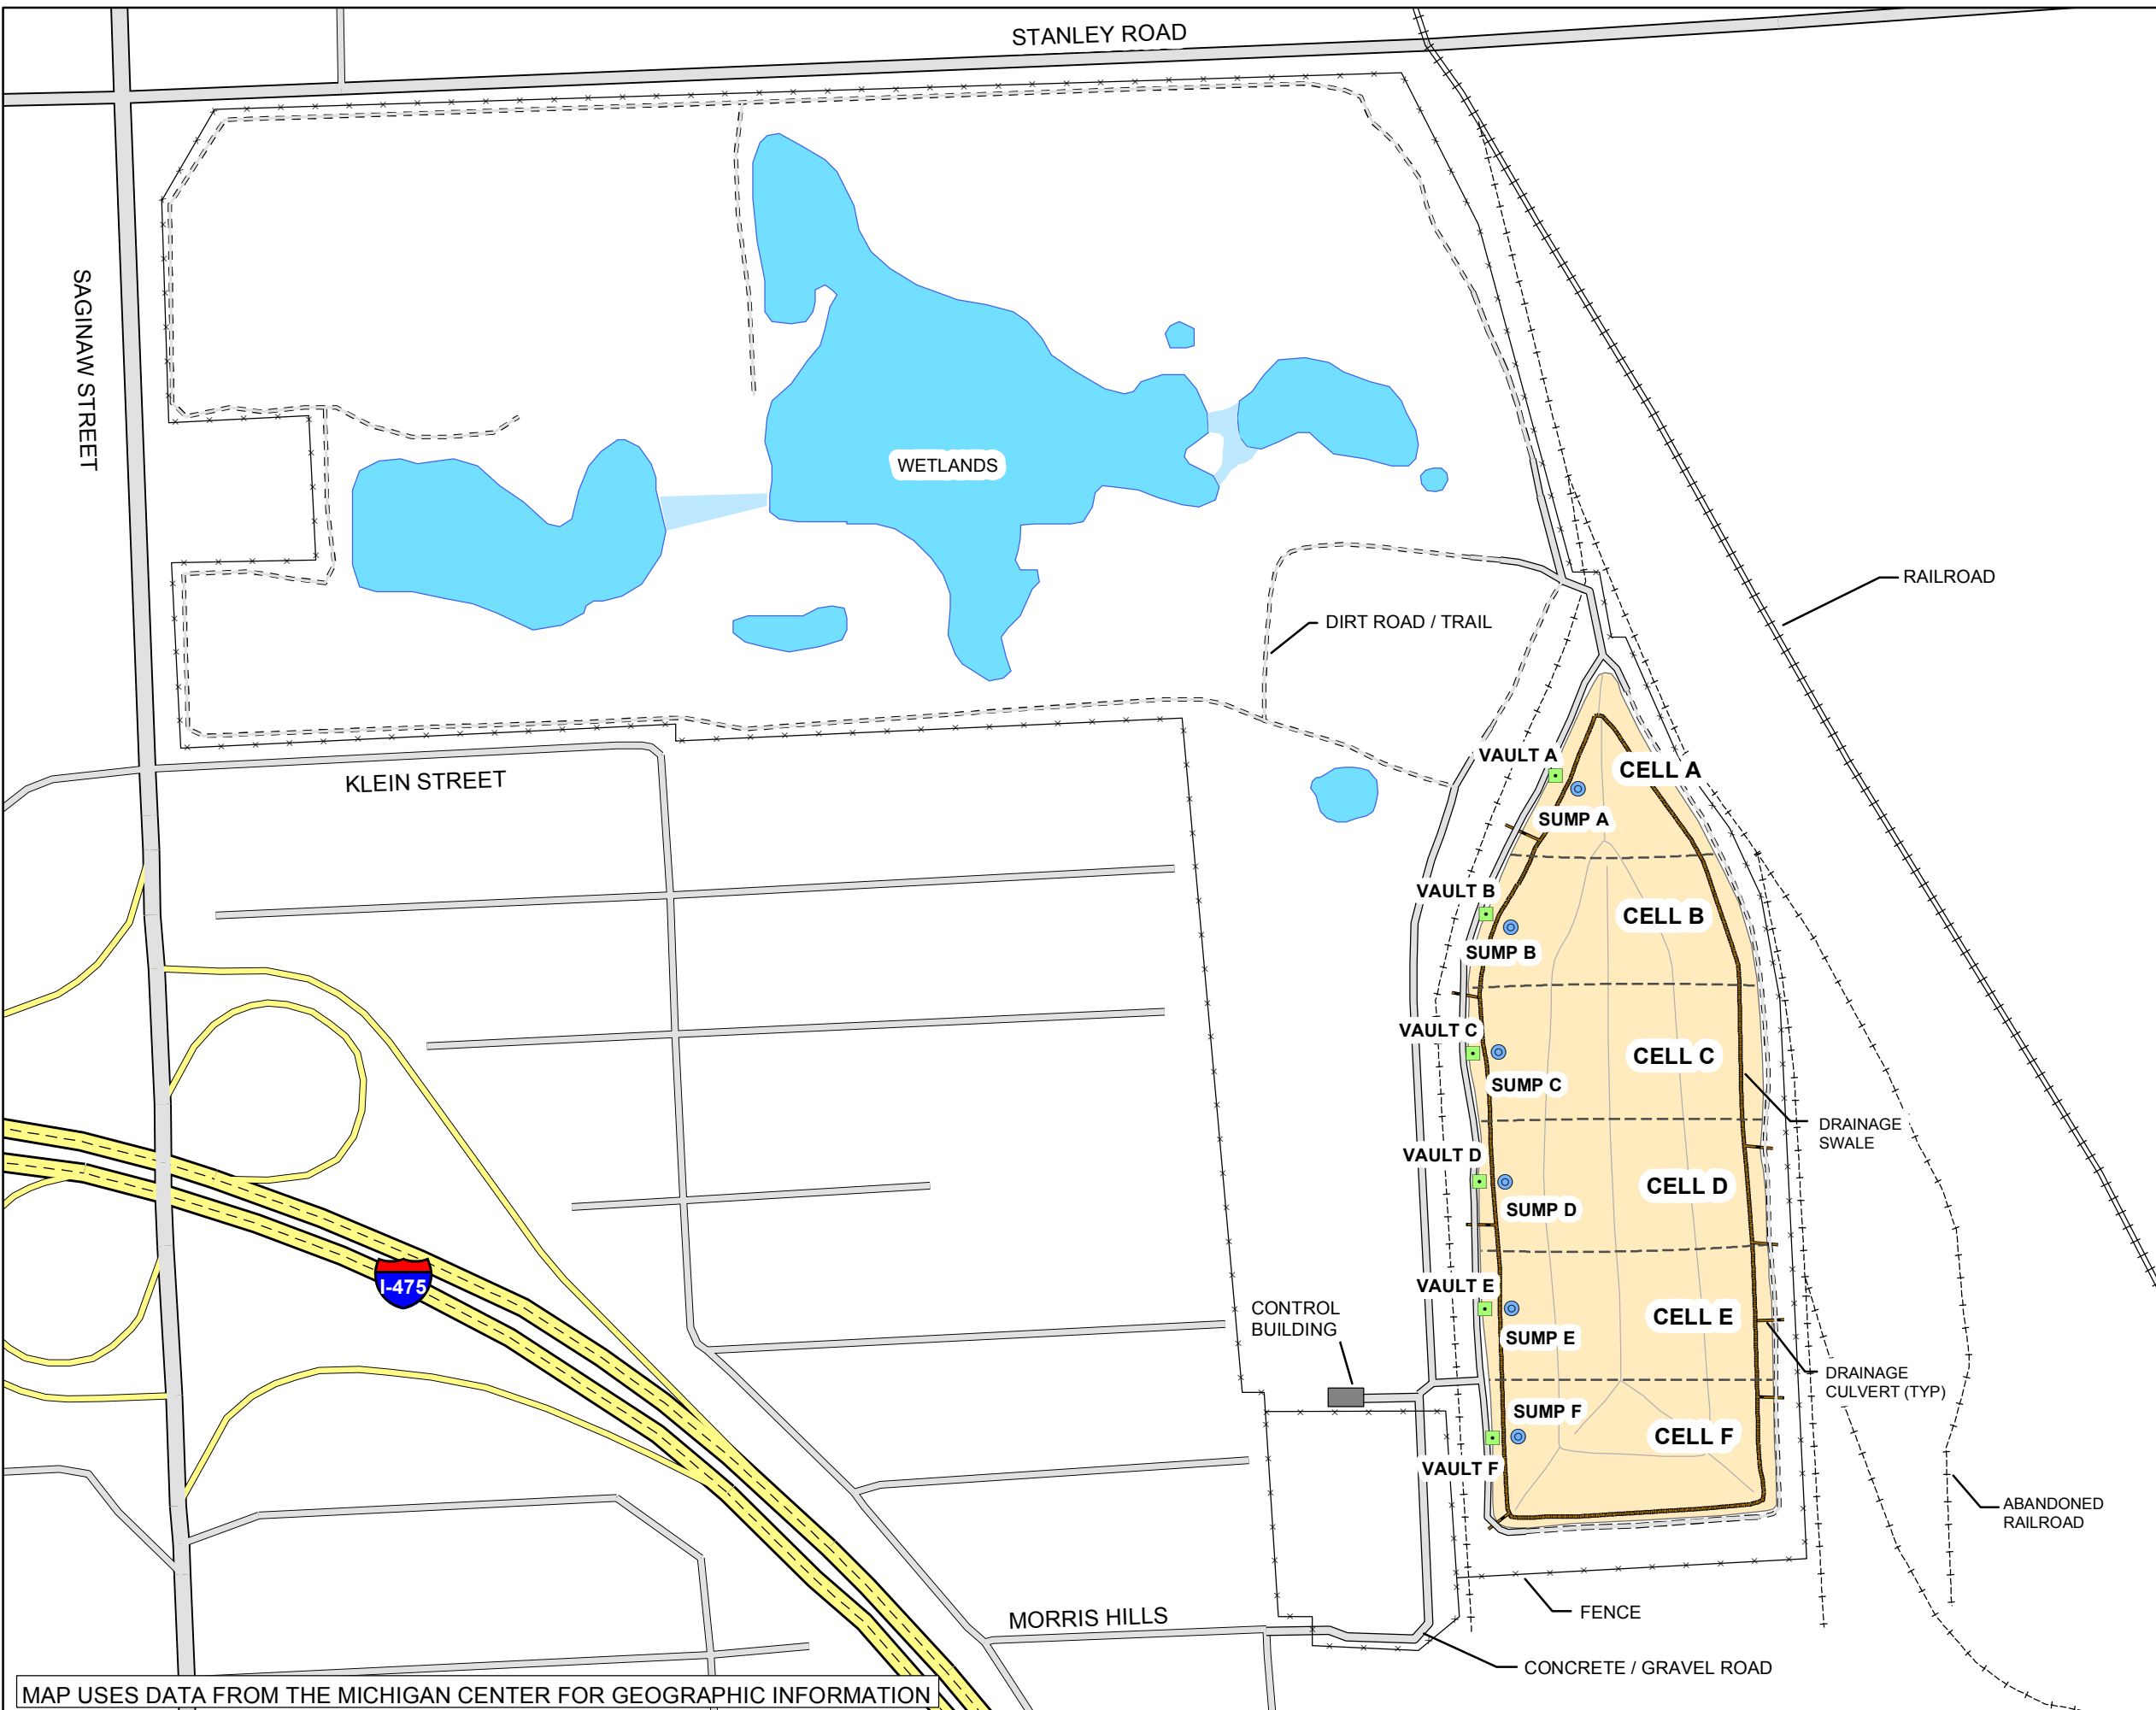 STANLEY ROAD
SAGINAW STREET
WETLANDS
RAILROAD
DIRT ROAD / TRAIL
VAULT A
CELL A
KLEIN STREET
SUMP A
VAULT B
CELL B
SUMP B
VAULT C
CELL C
SUMP C
DRAINAGE
SWALE
VAULT D
CELL D
SUMP D
I-475
VAULT E
CONTROL
BUILDING
CELL E
SUMP E
DRAINAGE
CULVERT (TYP)
SUMP F
CELL F
VAULT F
ABANDONED
RAILROAD
FENCE
MORRIS HILLS
CONCRETE / GRAVEL ROAD
MAP USES DATA FROM THE MICHIGAN CENTER FOR GEOGRAPHIC INFORMATION